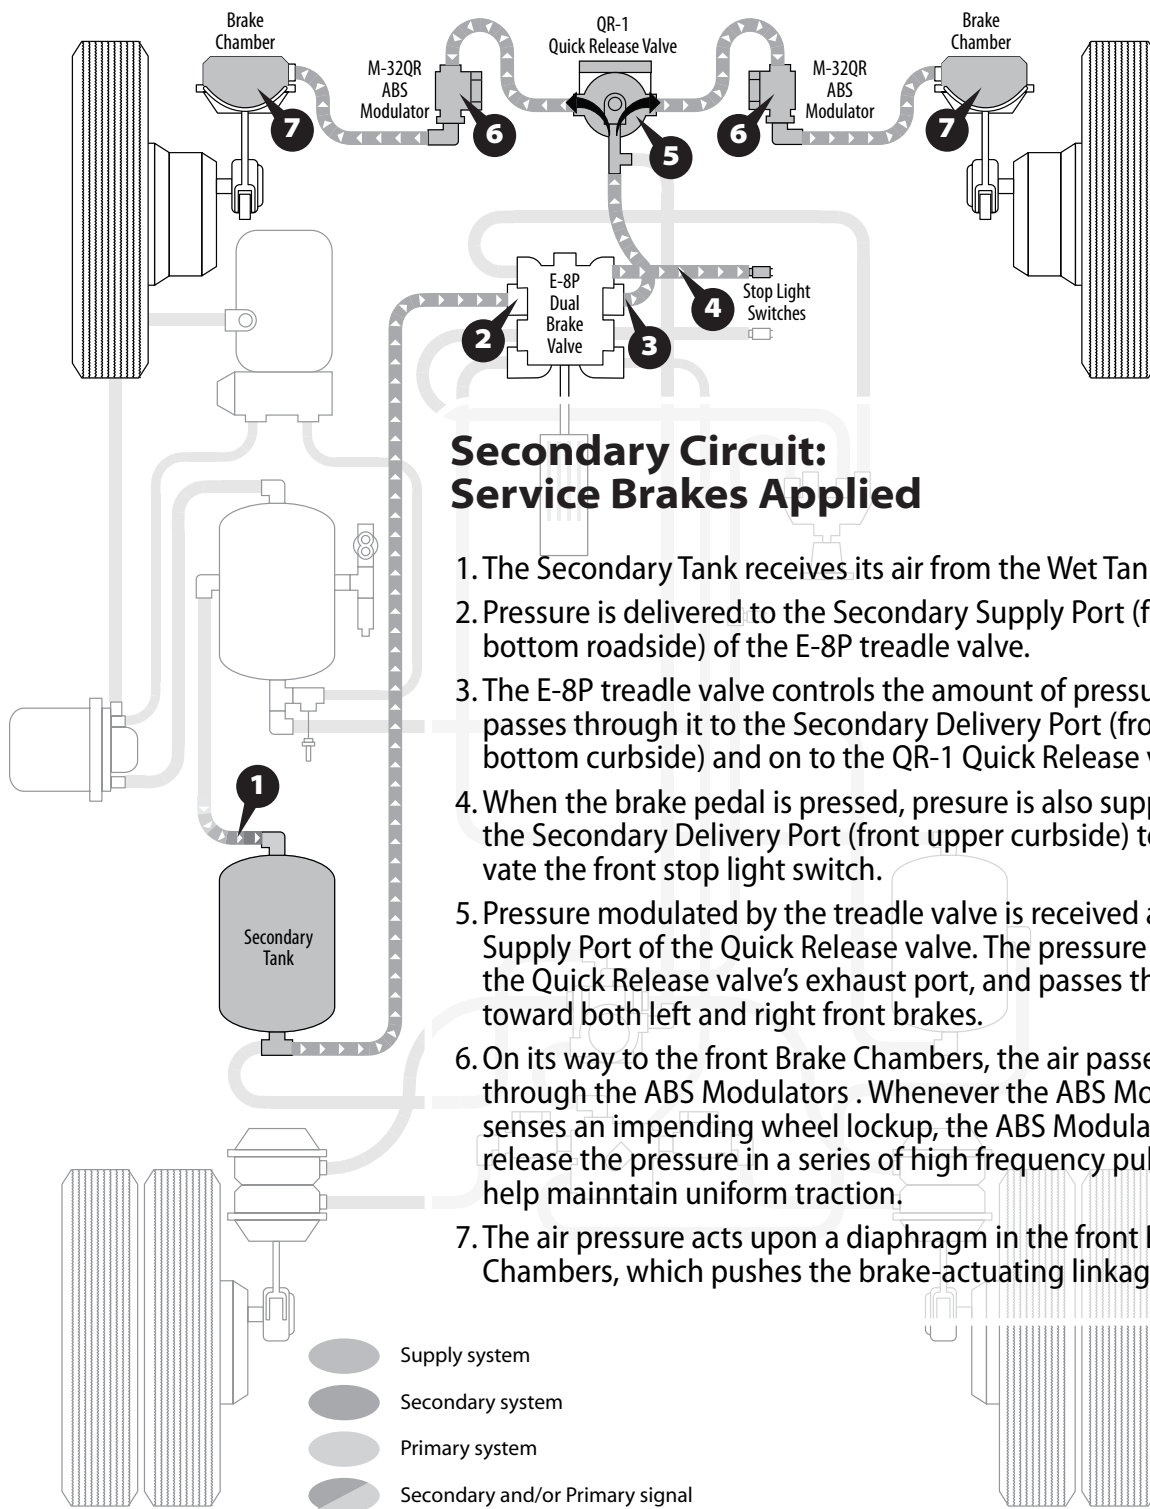 Brake
Chamber
M-32QR
ABS
Modulator
QR-1
Quick Release Valve
M-32QR
ABS
Modulator
Brake
Chamber
7
6
5
6
7
E-8P
Dual
Brake
Valve
4
Stop Light
Switches
2
3
Secondary Circuit:
Service Brakes Applied
1. The Secondary Tank receives its air from the Wet Tan
2. Pressure is delivered to the Secondary Supply Port (f
bottom roadside) of the E-8P treadle valve.
3. The E-8P treadle valve controls the amount of pressu
passes through it to the Secondary Delivery Port (fro
bottom curbside) and on to the QR-1 Quick Release v
4. When the brake pedal is pressed, presure is also supp
the Secondary Delivery Port (front upper curbside) to
vate the front stop light switch.
5. Pressure modulated by the treadle valve is received a
Supply Port of the Quick Release valve. The pressure
the Quick Release valve's exhaust port, and passes th
toward both left and right front brakes.
6. On its way to the front Brake Chambers, the air passe
through the ABS Modulators . Whenever the ABS Mo
senses an impending wheel lockup, the ABS Modula
release the pressure in a series of high frequency pul
help mainntain uniform traction.
7. The air pressure acts upon a diaphragm in the front
Chambers, which pushes the brake-actuating linkag
1
Secondary
Tank
Supply system
Secondary system
Primary system
Secondary and/or Primary signal